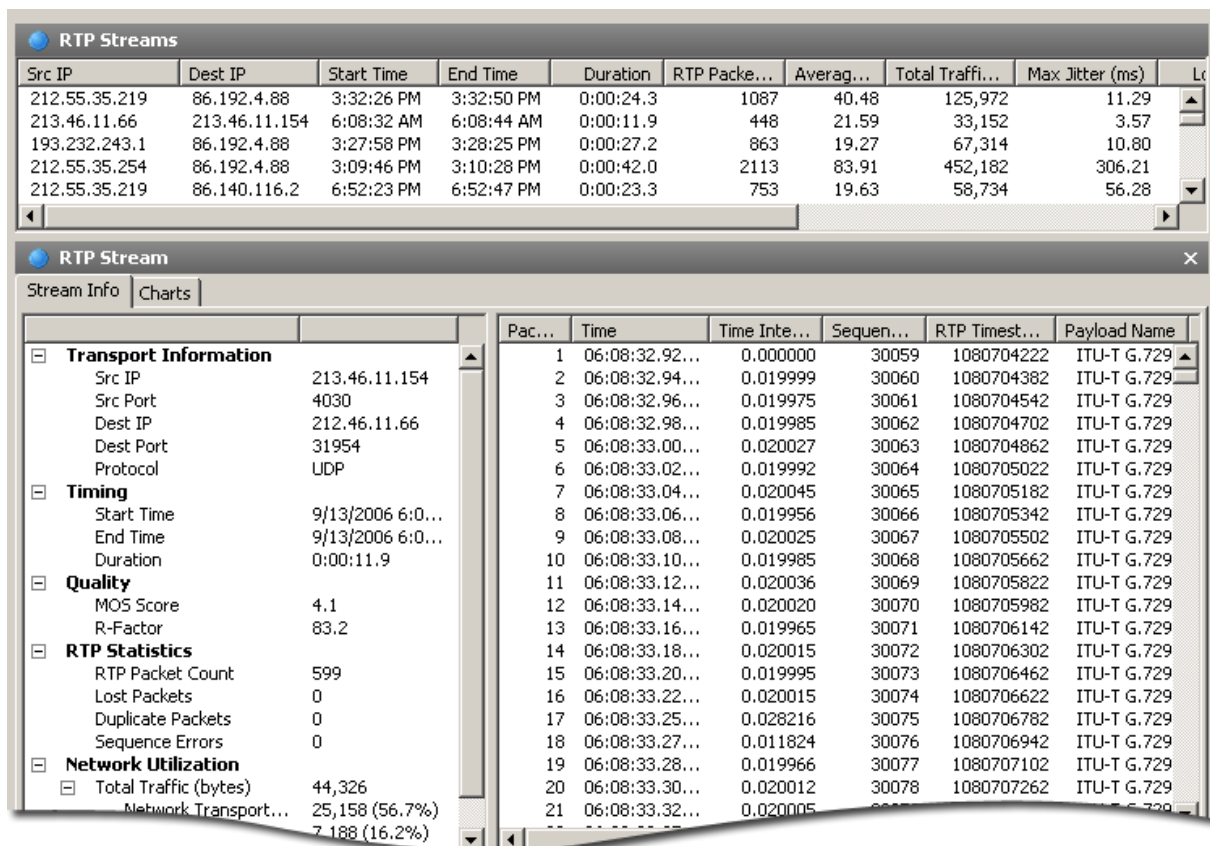 RTP Streams
Src IP Dest IP Start Time End Time Duration RTP Packe... Averag... Total Traffi... Max Jitter (ms) Lo
212.55.35.219 86.192.4.88 3:32:26 PM 3:32:50 PM 0:00:24.3 1087 40.48 125,972 11.29
213.46.11.66 213.46.11.154 6:08:32 AM 6:08:44 AM 0:00:11.9 448 21.59 33,152 3.57
193.232.243.1 86.192.4.88 3:27:58 PM 3:28:25 PM 0:00:27.2 863 19.27 67,314 10.80
212.55.35.254 86.192.4.88 3:09:46 PM 3:10:28 PM 0:00:42.0 2113 83.91 452,182 306.21
212.55.35.219 86.140.116.2 6:52:23 PM 6:52:47 PM 0:00:23.3 753 19.63 58,734 56.28
RTP Stream
Stream Info Charts
Transport Information
Src IP 213.46.11.154
Src Port 4030
Dest IP 212.46.11.66
Dest Port 31954
Protocol UDP
Timing
Start Time 9/13/2006 6:0...
End Time 9/13/2006 6:0...
Duration 0:00:11.9
Quality
MOS Score 4.1
R-Factor 83.2
RTP Statistics
RTP Packet Count 599
Lost Packets 0
Duplicate Packets 0
Sequence Errors 0
Network Utilization
Total Traffic (bytes) 44,326
Network Transport... 25,158 (56.7%)
7,188 (16.2%)
Pac... Time Time Inte... Sequen... RTP Timest... Payload Name
1 06:08:32.92... 0.000000 30059 1080704222 ITU-T G.729
2 06:08:32.94... 0.019999 30060 1080704382 ITU-T G.729
3 06:08:32.96... 0.019975 30061 1080704542 ITU-T G.729
4 06:08:32.98... 0.019985 30062 1080704702 ITU-T G.729
5 06:08:33.00... 0.020027 30063 1080704862 ITU-T G.729
6 06:08:33.02... 0.019992 30064 1080705022 ITU-T G.729
7 06:08:33.04... 0.020045 30065 1080705182 ITU-T G.729
8 06:08:33.06... 0.019956 30066 1080705342 ITU-T G.729
9 06:08:33.08... 0.020025 30067 1080705502 ITU-T G.729
10 06:08:33.10... 0.019985 30068 1080705662 ITU-T G.729
11 06:08:33.12... 0.020036 30069 1080705822 ITU-T G.729
12 06:08:33.14... 0.020020 30070 1080705982 ITU-T G.729
13 06:08:33.16... 0.019965 30071 1080706142 ITU-T G.729
14 06:08:33.18... 0.020015 30072 1080706302 ITU-T G.729
15 06:08:33.20... 0.019995 30073 1080706462 ITU-T G.729
16 06:08:33.22... 0.020015 30074 1080706622 ITU-T G.729
17 06:08:33.25... 0.028216 30075 1080706782 ITU-T G.729
18 06:08:33.27... 0.011824 30076 1080706942 ITU-T G.729
19 06:08:33.28... 0.019966 30077 1080707102 ITU-T G.729
20 06:08:33.30... 0.020012 30078 1080707262 ITU-T G.729
21 06:08:33.32... 0.020005